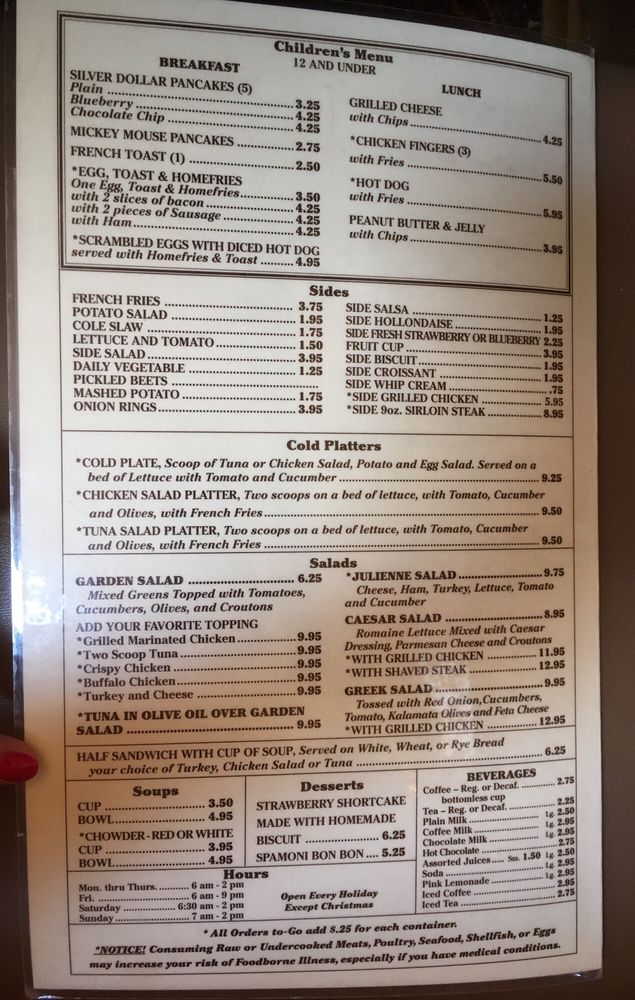 Children's Menu
12 AND UNDER
BREAKFAST
SILVER DOLLAR PANCAKES (5)
Plain ........ 3.25
Blueberry ........ 4.25
Chocolate Chip ........ 4.25
MICKEY MOUSE PANCAKES ........ 2.75
FRENCH TOAST (1) ........ 2.50
*EGG, TOAST & HOMEFRIES
One Egg, Toast & Homefries ........ 3.50
with 2 slices of bacon ........ 4.25
with 2 pieces of Sausage ........ 4.25
with Ham ........ 4.25
*SCRAMBLED EGGS WITH DICED HOT DOG
served with Homefries & Toast ........ 4.95
LUNCH
GRILLED CHEESE
with Chips ........ 4.25
*CHICKEN FINGERS (3)
with Fries ........ 5.50
*HOT DOG
with Fries ........ 5.95
PEANUT BUTTER & JELLY
with Chips ........ 3.95
Sides
FRENCH FRIES ........ 3.75
POTATO SALAD ........ 1.95
COLE SLAW ........ 1.75
LETTUCE AND TOMATO ........ 1.50
SIDE SALAD ........ 3.95
DAILY VEGETABLE ........ 1.25
PICKLED BEETS ........
MASHED POTATO ........ 1.75
ONION RINGS ........ 3.95
SIDE SALSA ........ 1.25
SIDE HOLLONDAISE ........ 1.95
SIDE FRESH STRAWBERRY OR BLUEBERRY 2.25
FRUIT CUP ........ 3.95
SIDE BISCUIT ........ 1.95
SIDE CROISSANT ........ 1.95
SIDE WHIP CREAM ........ .75
*SIDE GRILLED CHICKEN ........ 5.95
*SIDE 9oz. SIRLOIN STEAK ........ 8.95
Cold Platters
*COLD PLATE, Scoop of Tuna or Chicken Salad, Potato and Egg Salad. Served on a
bed of Lettuce with Tomato and Cucumber ........ 9.25
*CHICKEN SALAD PLATTER, Two scoops on a bed of lettuce, with Tomato, Cucumber
and Olives, with French Fries ........ 9.50
*TUNA SALAD PLATTER, Two scoops on a bed of lettuce, with Tomato, Cucumber
and Olives, with French Fries ........ 9.50
Salads
GARDEN SALAD ........ 6.25
Mixed Greens Topped with Tomatoes,
Cucumbers, Olives, and Croutons
ADD YOUR FAVORITE TOPPING
*Grilled Marinated Chicken ........ 9.95
*Two Scoop Tuna ........ 9.95
*Crispy Chicken ........ 9.95
*Buffalo Chicken ........ 9.95
*Turkey and Cheese ........ 9.95
*TUNA IN OLIVE OIL OVER GARDEN
SALAD ........ 9.95
*JULIENNE SALAD ........ 9.75
Cheese, Ham, Turkey, Lettuce, Tomato
and Cucumber
CAESAR SALAD ........ 8.95
Romaine Lettuce Mixed with Caesar
Dressing, Parmesan Cheese and Croutons
*WITH GRILLED CHICKEN ........ 11.95
*WITH SHAVED STEAK ........ 12.95
GREEK SALAD ........ 9.95
Tossed with Red Onion, Cucumbers,
Tomato, Kalamata Olives and Feta Cheese
*WITH GRILLED CHICKEN ........ 12.95
HALF SANDWICH WITH CUP OF SOUP, Served on White, Wheat, or Rye Bread
your choice of Turkey, Chicken Salad or Tuna ........ 6.25
Soups
CUP ........ 3.50
BOWL ........ 4.95
*CHOWDER - RED OR WHITE
CUP ........ 3.95
BOWL ........ 4.95
Desserts
STRAWBERRY SHORTCAKE
MADE WITH HOMEMADE
BISCUIT ........ 6.25
SPAMONI BON BON .... 5.25
BEVERAGES
Coffee - Reg. or Decaf. ........ 2.75
bottomless cup
Tea - Reg. or Decaf. ........ 2.25
Plain Milk ........ Lg. 2.50
Coffee Milk ........ Lg. 2.95
Chocolate Milk ........ Lg. 2.95
Hot Chocolate ........ 2.75
Assorted Juices ..... Sm. 1.50 Lg. 2.50
Soda ........ Lg. 2.95
Pink Lemonade ........ Lg. 2.95
Iced Coffee ........ 2.95
Iced Tea ........ 2.75
Hours
Mon. thru Thurs. ........ 6 am - 2 pm
Fri. ........ 6 am - 9 pm
Saturday ........ 6:30 am - 2 pm
Sunday ........ 7 am - 2 pm
Open Every Holiday
Except Christmas
* All Orders to-Go add $.25 for each container.
*NOTICE! Consuming Raw or Undercooked Meats, Poultry, Seafood, Shellfish, or Eggs
may increase your risk of Foodborne Illness, especially if you have medical conditions.